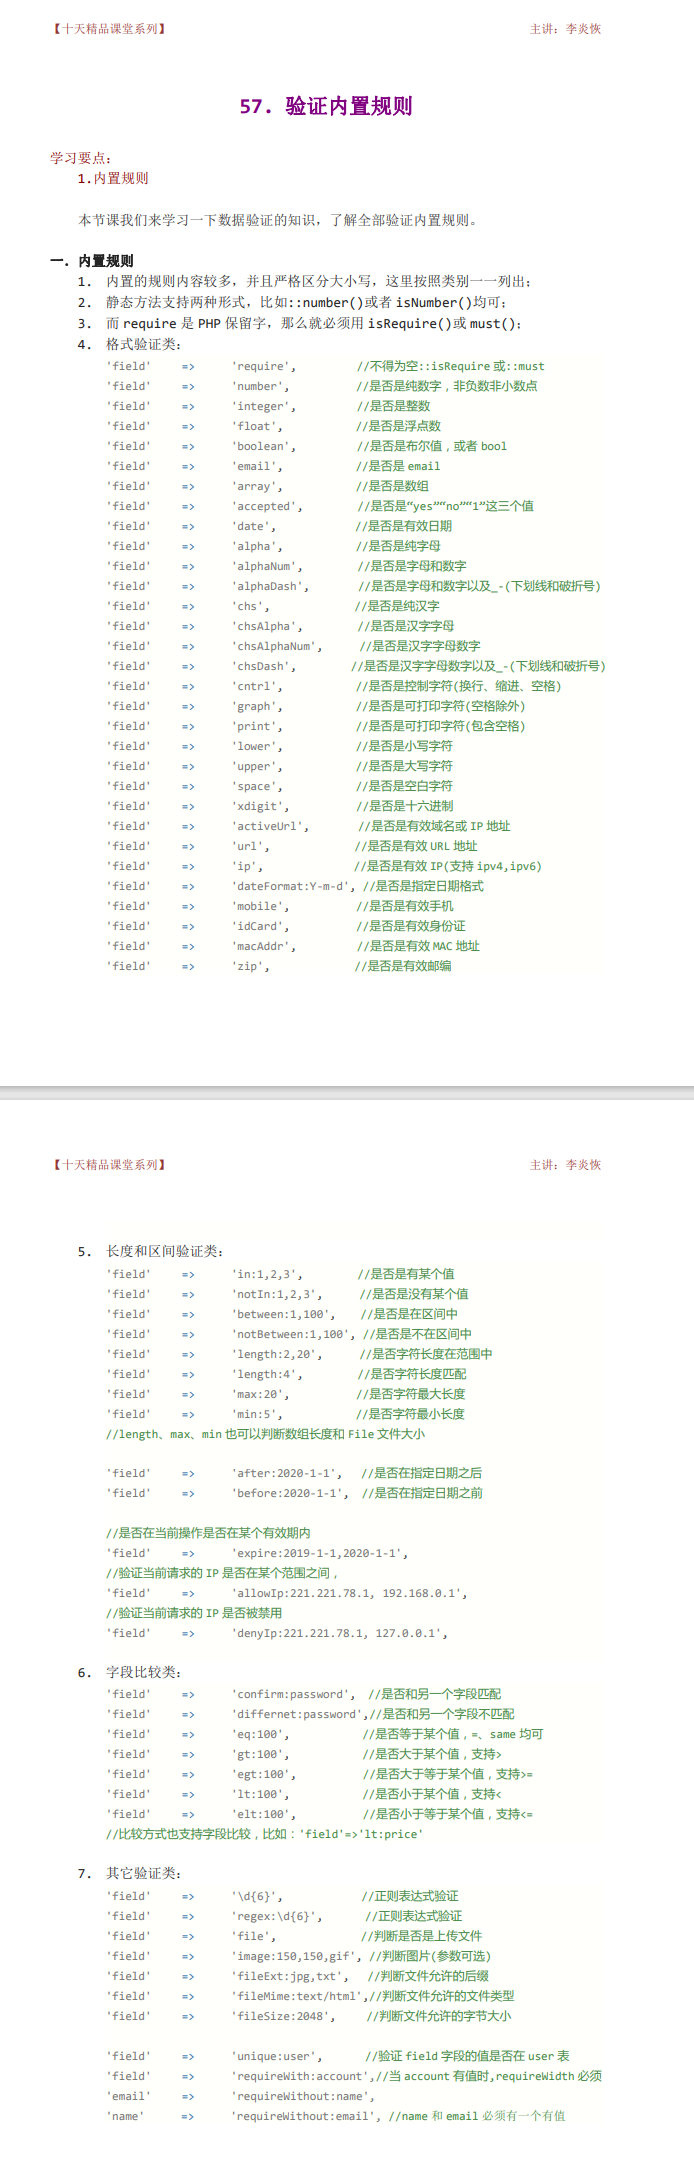 【十天精品课堂系列】 主讲：李炎恢
57. 验证内置规则
学习要点：
1.内置规则
本节课我们来学习一下数据验证的知识，了解全部验证内置规则。
一. 内置规则
1. 内置的规则内容较多，并且严格区分大小写，这里按照类别一一列出；
2. 静态方法支持两种形式，比如::number()或者 isNumber()均可；
3. 而 require 是 PHP 保留字，那么就必须用 isRequire()或 must()；
4. 格式验证类：
'field' => 'require', //不得为空::isRequire 或::must
'field' => 'number', //是否是纯数字，非负数非小数点
'field' => 'integer', //是否是整数
'field' => 'float', //是否是浮点数
'field' => 'boolean', //是否是布尔值，或者 bool
'field' => 'email', //是否是 email
'field' => 'array', //是否是数组
'field' => 'accepted', //是否是“yes”“no”“1”这三个值
'field' => 'date', //是否是有效日期
'field' => 'alpha', //是否是纯字母
'field' => 'alphaNum', //是否是字母和数字
'field' => 'alphaDash', //是否是字母和数字以及_-(下划线和破折号)
'field' => 'chs', //是否是纯汉字
'field' => 'chsAlpha', //是否是汉字字母
'field' => 'chsAlphaNum', //是否是汉字字母数字
'field' => 'chsDash', //是否是汉字字母数字以及_-(下划线和破折号)
'field' => 'cntrl', //是否是控制字符(换行、缩进、空格)
'field' => 'graph', //是否是可打印字符(空格除外)
'field' => 'print', //是否是可打印字符(包含空格)
'field' => 'lower', //是否是小写字符
'field' => 'upper', //是否是大写字符
'field' => 'space', //是否是空白字符
'field' => 'xdigit', //是否是十六进制
'field' => 'activeUrl', //是否是有效域名或 IP 地址
'field' => 'url', //是否是有效 URL 地址
'field' => 'ip', //是否是有效 IP(支持 ipv4,ipv6)
'field' => 'dateFormat:Y-m-d', //是否是指定日期格式
'field' => 'mobile', //是否是有效手机
'field' => 'idCard', //是否是有效身份证
'field' => 'macAddr', //是否是有效 MAC 地址
'field' => 'zip', //是否是有效邮编
【十天精品课堂系列】 主讲：李炎恢
5. 长度和区间验证类：
'field' => 'in:1,2,3', //是否是有某个值
'field' => 'notIn:1,2,3', //是否是没有某个值
'field' => 'between:1,100', //是否是在区间中
'field' => 'notBetween:1,100', //是否是不在区间中
'field' => 'length:2,20', //是否字符长度在范围中
'field' => 'length:4', //是否字符长度匹配
'field' => 'max:20', //是否字符最大长度
'field' => 'min:5', //是否字符最小长度
//length、max、min 也可以判断数组长度和 File 文件大小
'field' => 'after:2020-1-1', //是否在指定日期之后
'field' => 'before:2020-1-1', //是否在指定日期之前
//是否在当前操作是否在某个有效期内
'field' => 'expire:2019-1-1,2020-1-1',
//验证当前请求的 IP 是否在某个范围之间，
'field' => 'allowIp:221.221.78.1, 192.168.0.1',
//验证当前请求的 IP 是否被禁用
'field' => 'denyIp:221.221.78.1, 127.0.0.1',
6. 字段比较类：
'field' => 'confirm:password', //是否和另一个字段匹配
'field' => 'differnet:password',//是否和另一个字段不匹配
'field' => 'eq:100', //是否等于某个值，=、same 均可
'field' => 'gt:100', //是否大于某个值，支持>
'field' => 'egt:100', //是否大于等于某个值，支持>=
'field' => 'lt:100', //是否小于某个值，支持<
'field' => 'elt:100', //是否小于等于某个值，支持<=
//比较方式也支持字段比较，比如：'field'=>'lt:price'
7. 其它验证类：
'field' => '\d{6}', //正则表达式验证
'field' => 'regex:\d{6}', //正则表达式验证
'field' => 'file', //判断是否是上传文件
'field' => 'image:150,150,gif', //判断图片(参数可选)
'field' => 'fileExt:jpg,txt', //判断文件允许的后缀
'field' => 'fileMime:text/html',//判断文件允许的文件类型
'field' => 'fileSize:2048', //判断文件允许的字节大小
'field' => 'unique:user', //验证 field 字段的值是否在 user 表
'field' => 'requireWith:account',//当 account 有值时,requireWidth 必须
'email' => 'requireWithout:name',
'name' => 'requireWithout:email', //name 和 email 必须有一个有值